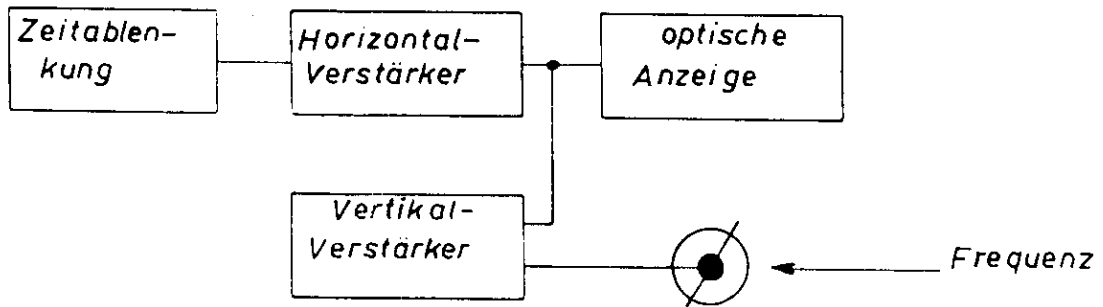 Zeitablen-
kung
Horizontal-
Verstärker
optische
Anzeige
Vertikal-
Verstärker
Frequenz